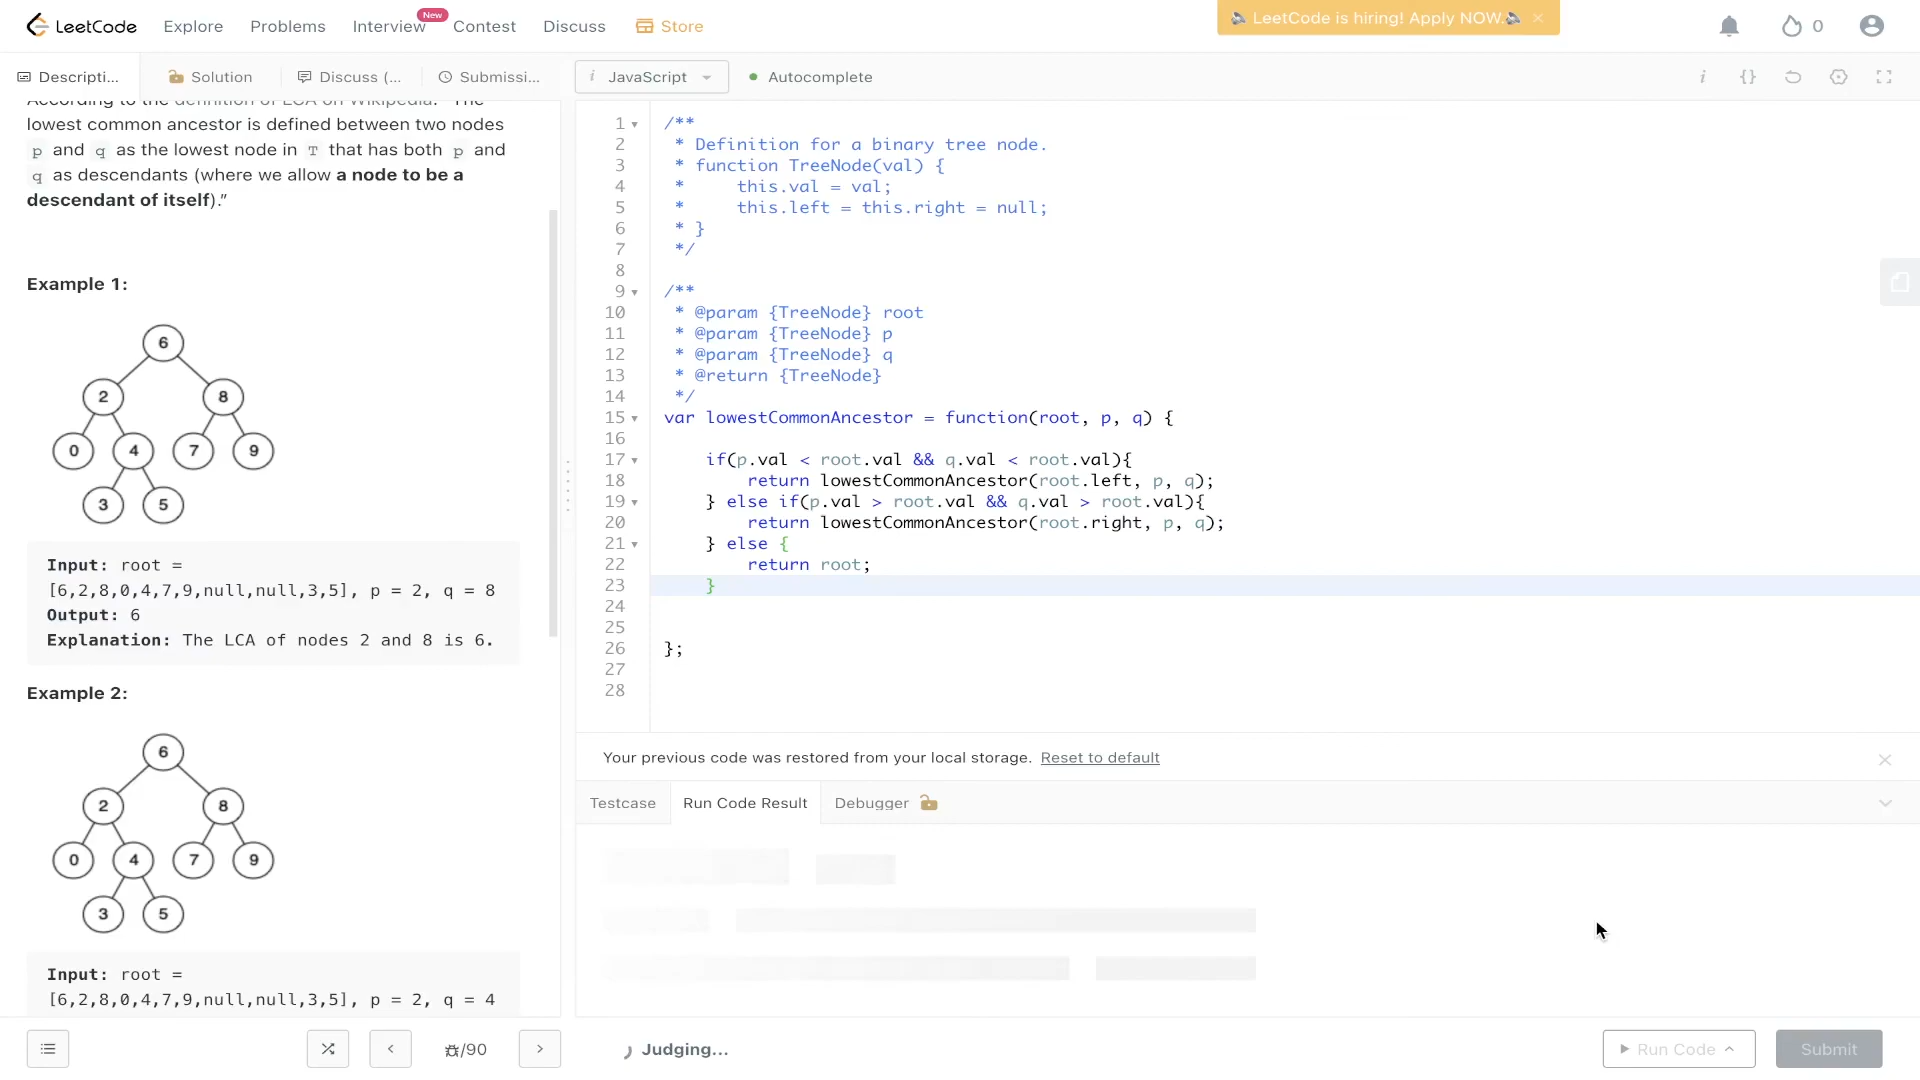 LeetCode
Explore
Problems
Interview
New
Contest
Discuss
Store
LeetCode is hiring! Apply NOW.
0
Descripti...
Solution
Discuss (...
Submissi...
i JavaScript
Autocomplete
i
{}
According to the definition of LCA on Wikipedia: "The
lowest common ancestor is defined between two nodes
p and q as the lowest node in T that has both p and
q as descendants (where we allow a node to be a
descendant of itself)."
Example 1:
6
2 8
0 4 7 9
3 5
Input: root =
[6,2,8,0,4,7,9,null,null,3,5], p = 2, q = 8
Output: 6
Explanation: The LCA of nodes 2 and 8 is 6.
Example 2:
6
2 8
0 4 7 9
3 5
Input: root =
[6,2,8,0,4,7,9,null,null,3,5], p = 2, q = 4
1 /**
2 * Definition for a binary tree node.
3 * function TreeNode(val) {
4 *     this.val = val;
5 *     this.left = this.right = null;
6 * }
7 */
8
9 /**
10 * @param {TreeNode} root
11 * @param {TreeNode} p
12 * @param {TreeNode} q
13 * @return {TreeNode}
14 */
15 var lowestCommonAncestor = function(root, p, q) {
16
17     if(p.val < root.val && q.val < root.val){
18         return lowestCommonAncestor(root.left, p, q);
19     } else if(p.val > root.val && q.val > root.val){
20         return lowestCommonAncestor(root.right, p, q);
21     } else {
22         return root;
23     }
24
25
26 };
27
28
Your previous code was restored from your local storage. Reset to default
Testcase
Run Code Result
Debugger
/90
Judging...
Run Code
Submit